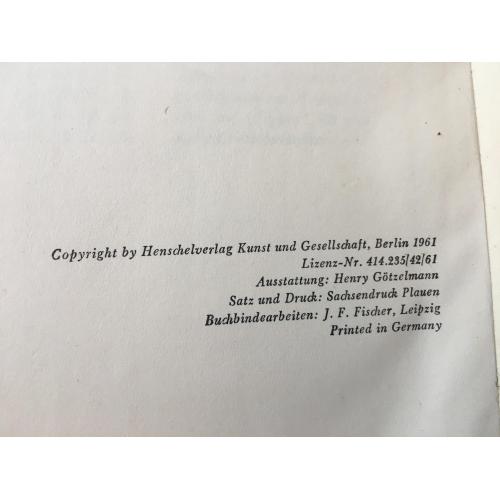 Copyright by Henschelverlag Kunst und Gesellschaft, Berlin 1961
Lizenz-Nr. 414.235/42/61
Ausstattung: Henry Götzelmann
Satz und Druck: Sachsendruck Plauen
Buchbindearbeiten: J. F. Fischer, Leipzig
Printed in Germany